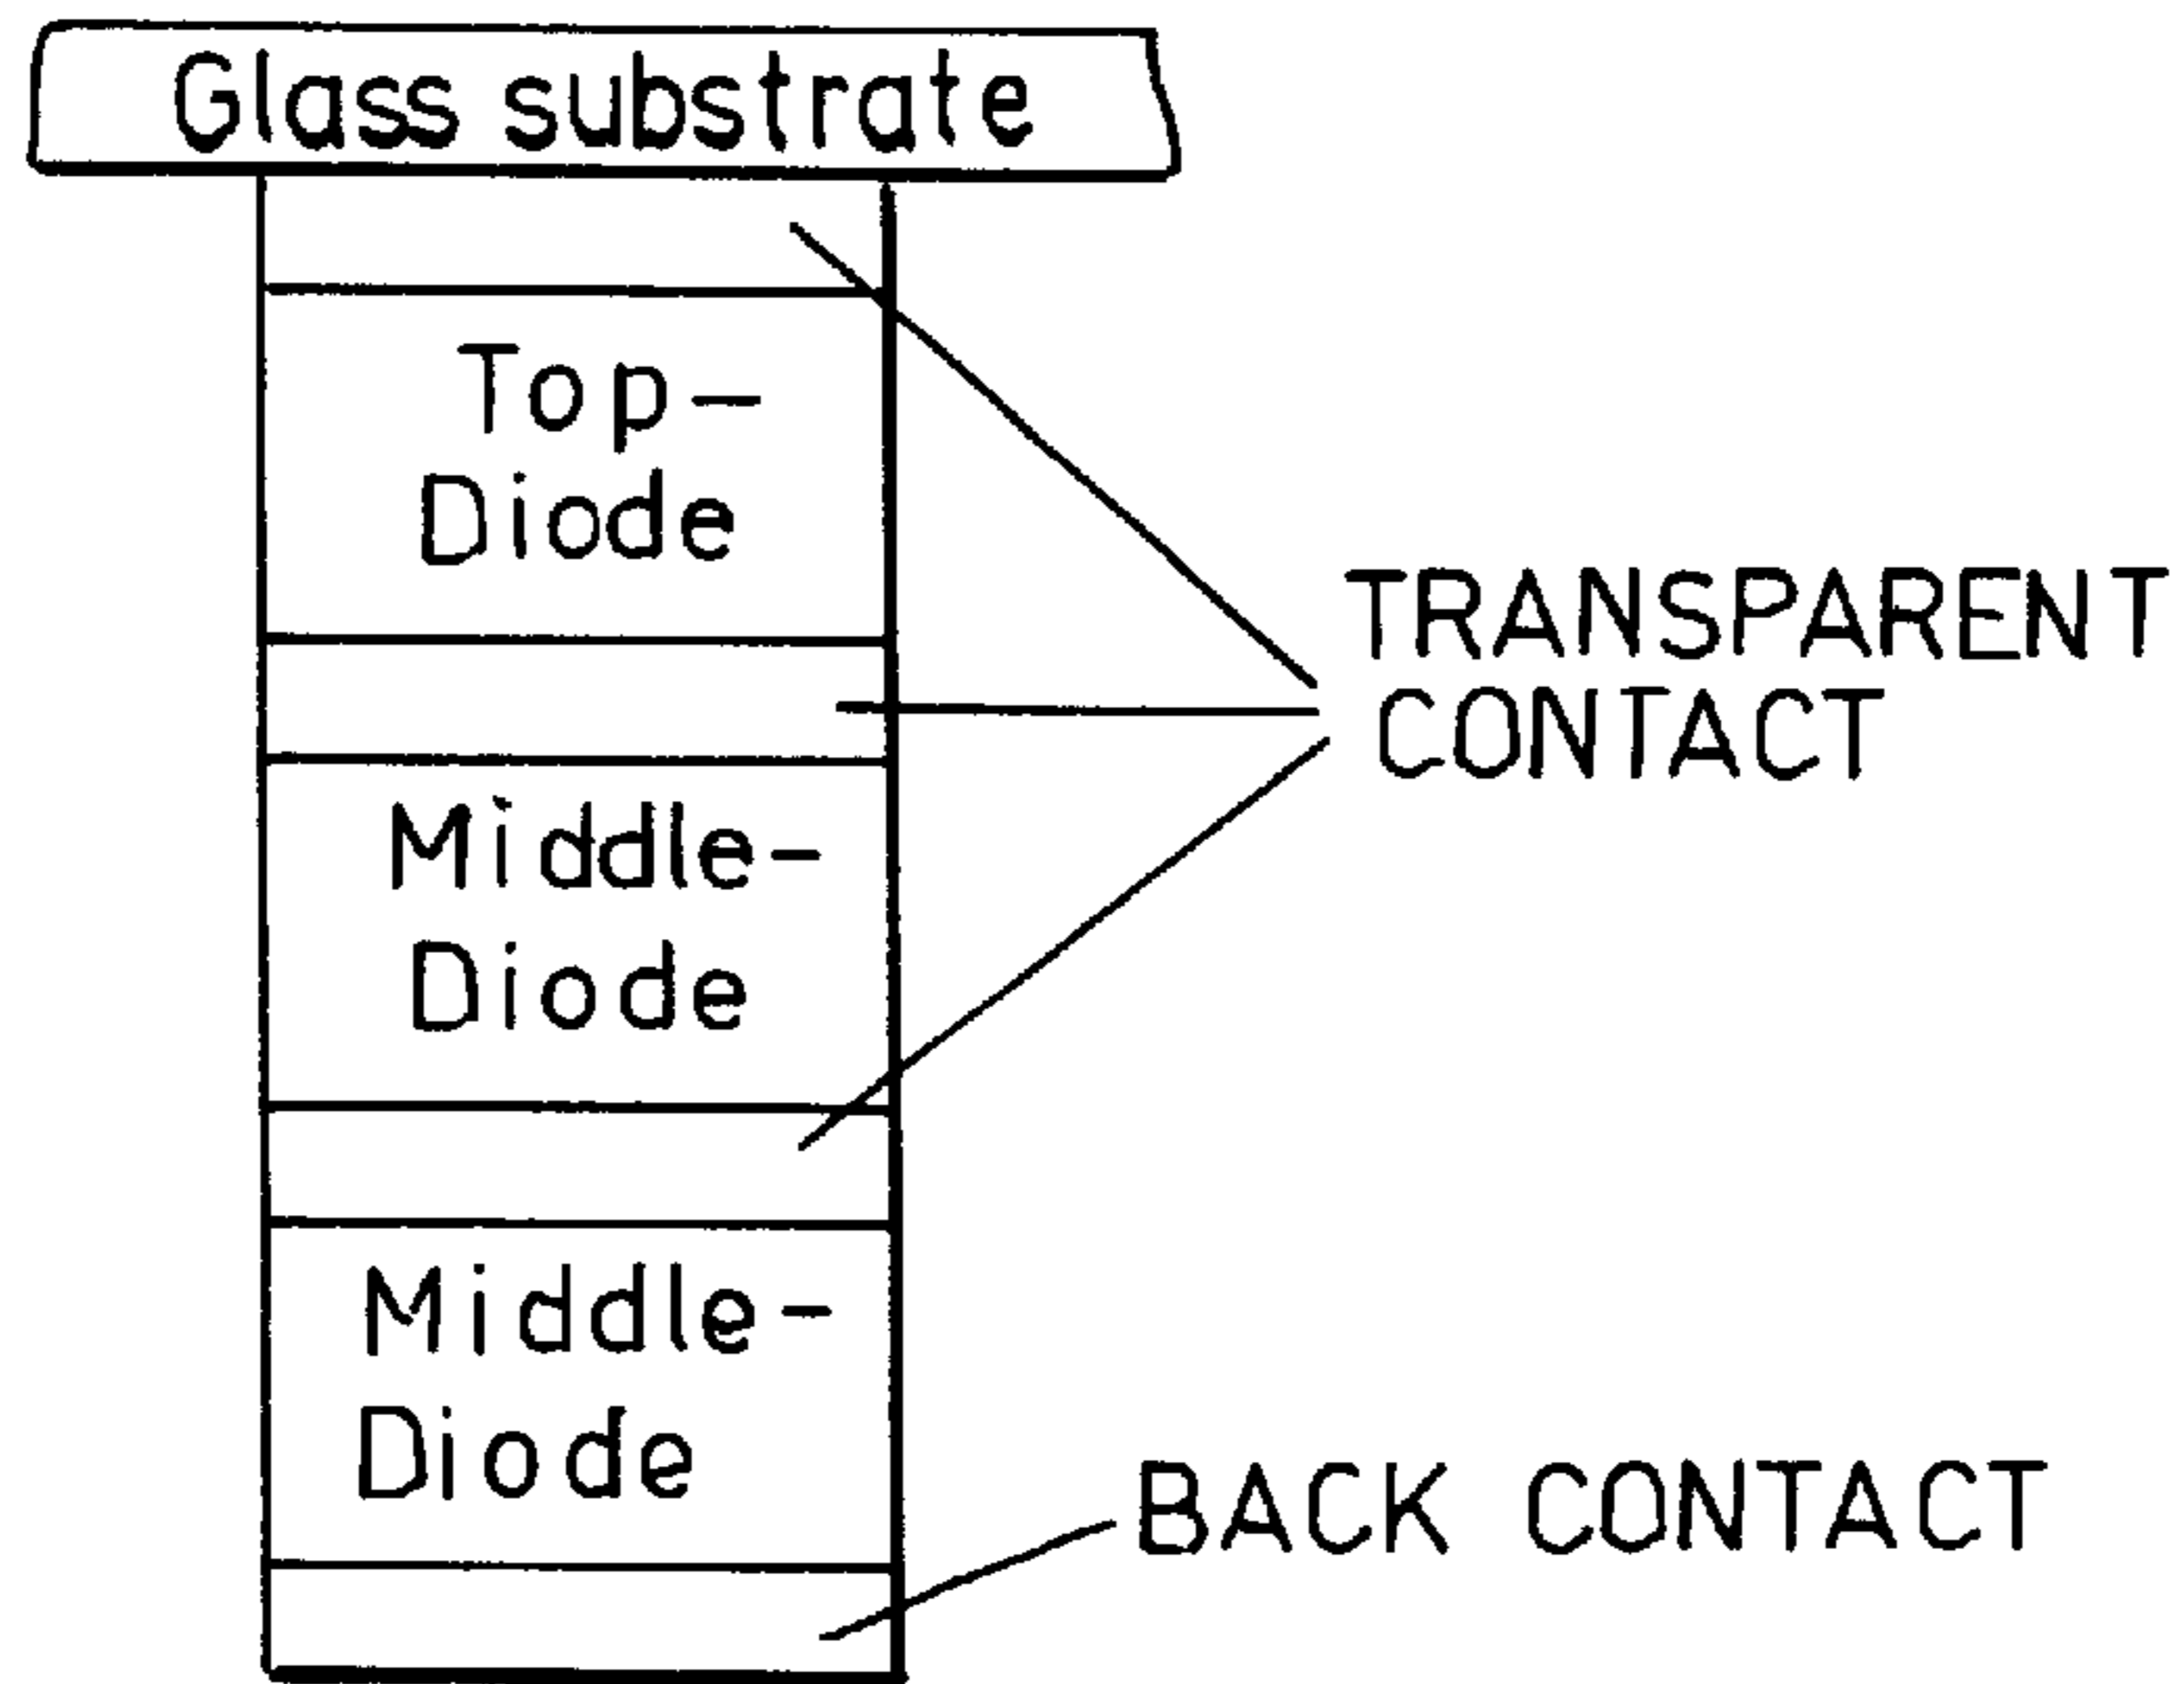 Glass substrate
Top-
Diode
TRANSPARENT
CONTACT
Middle-
Diode
Middle-
Diode
BACK CONTACT